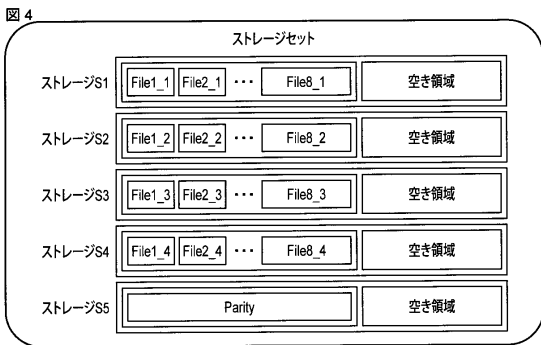 図4
ストレージセット
ストレージS1 File1_1 File2_1 ・・・ File8_1 空き領域
ストレージS2 File1_2 File2_2 ・・・ File8_2 空き領域
ストレージS3 File1_3 File2_3 ・・・ File8_3 空き領域
ストレージS4 File1_4 File2_4 ・・・ File8_4 空き領域
ストレージS5 Parity 空き領域